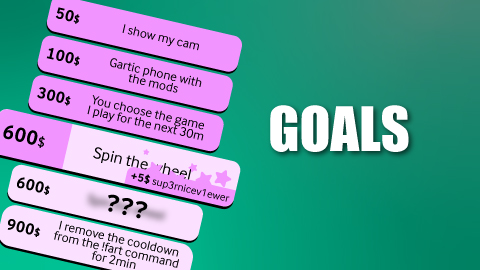 50$ I show my cam
100$ Gartic phone with
the mods
300$ You choose the game
I play for the next 30m
600$ Spin the wheel
+5$ sup3rnicev1ewer
600$ ???
900$ I remove the cooldown
from the !fart command
for 2min
GOALS